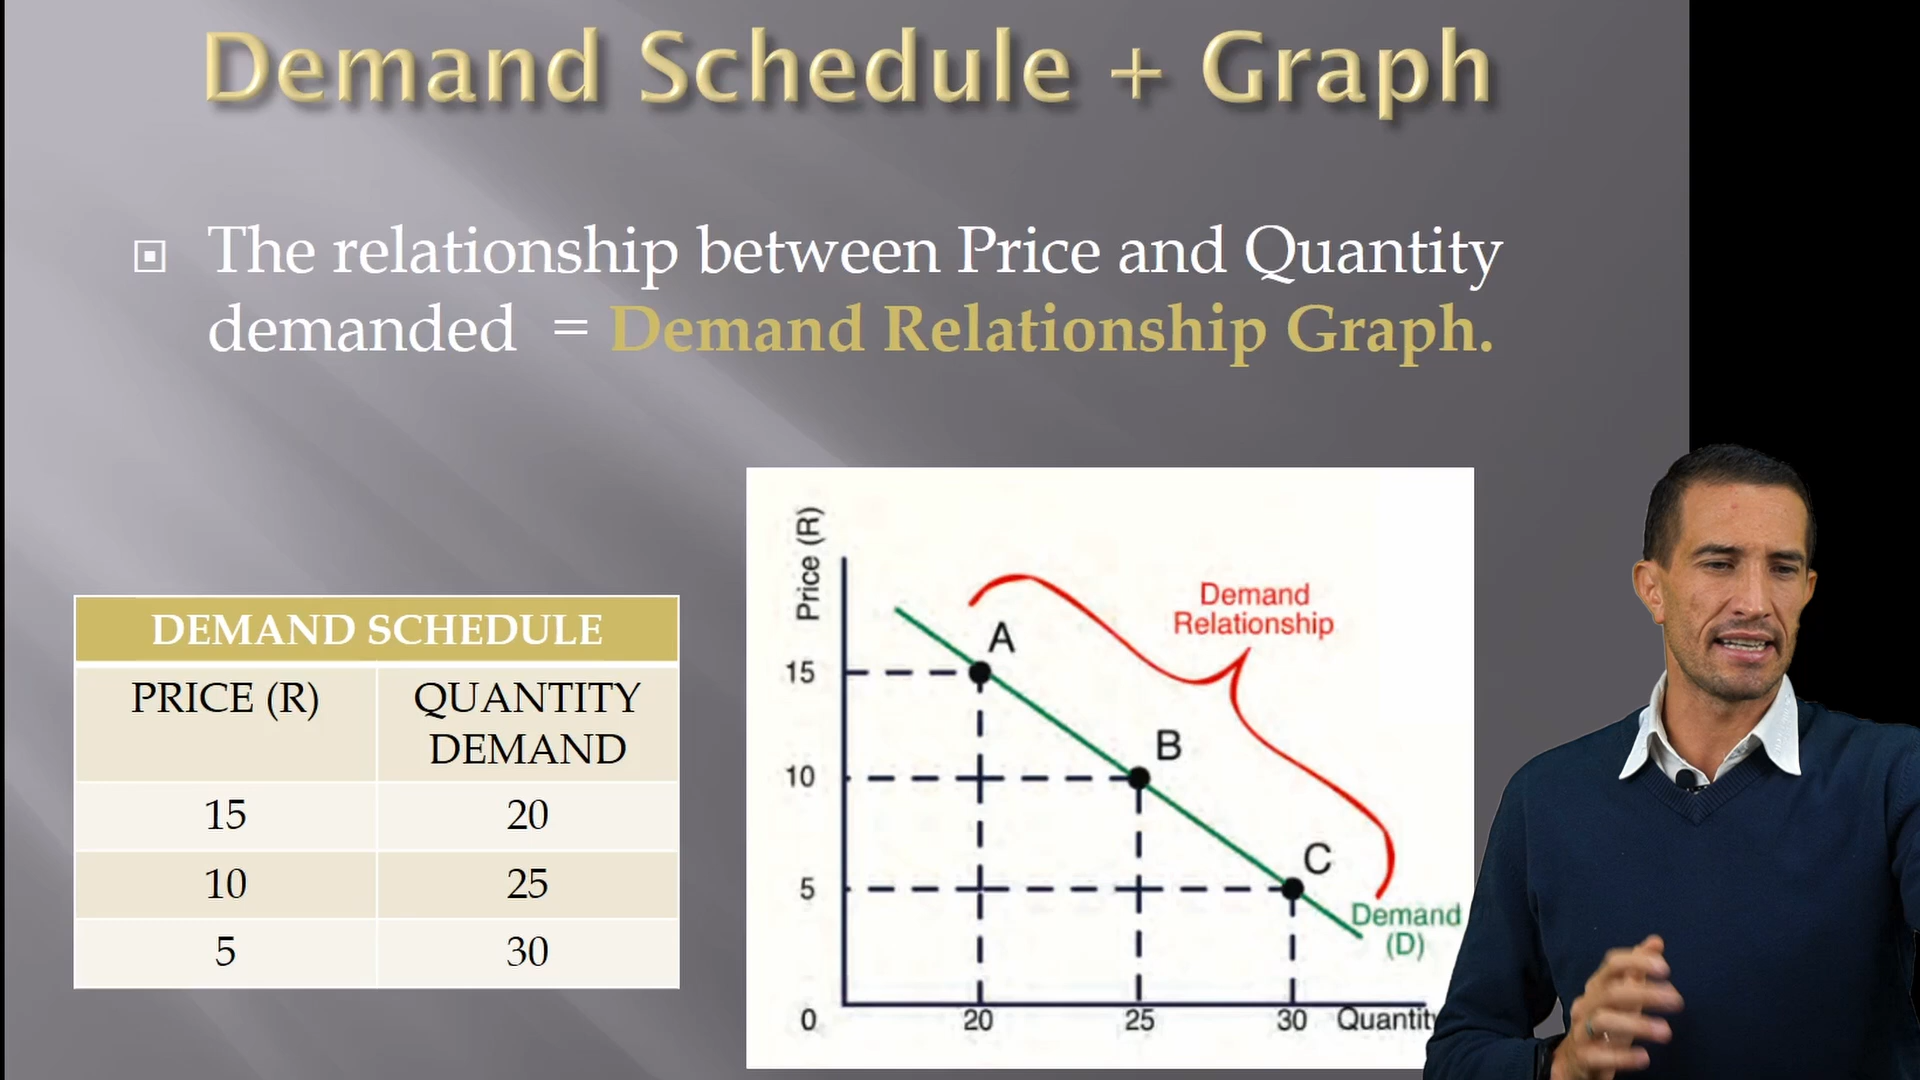 Demand Schedule + Graph
The relationship between Price and Quantity
demanded = Demand Relationship Graph.
DEMAND SCHEDULE
PRICE (R) QUANTITY
DEMAND
15 20
10 25
5 30
Price (R)
Demand
Relationship
A
15
B
10
C
5
Demand
(D)
0 20 25 30 Quantity